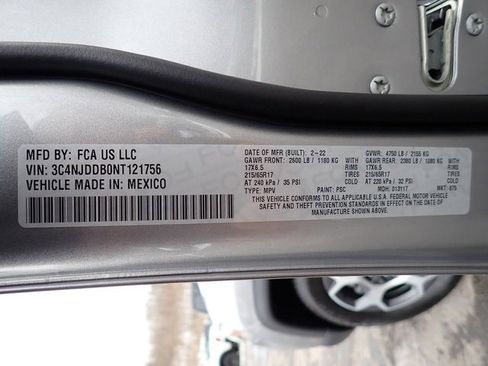 MFD BY: FCA US LLC
VIN: 3C4NJDDB0NT121756
VEHICLE MADE IN: MEXICO
DATE OF MFR (BUILT): 2-22 GVWR: 4750 LB / 2155 KG
GAWR FRONT: 2600 LB / 1180 KG GAWR REAR: 2380 LB / 1080 KG
17X6.5 RIMS 17X6.5 RIMS
215/65R17 TIRES 215/65R17 TIRES
AT 240 kPa / 35 PSI COLD AT 220 kPa / 32 PSI COLD
TYPE: MPV PAINT: PSC MDH: 013117 MKT: 675
THIS VEHICLE CONFORMS TO ALL APPLICABLE U.S.A. FEDERAL MOTOR VEHICLE
SAFETY AND THEFT PREVENTION STANDARDS IN EFFECT ON THE DATE OF
MANUFACTURE SHOWN ABOVE.